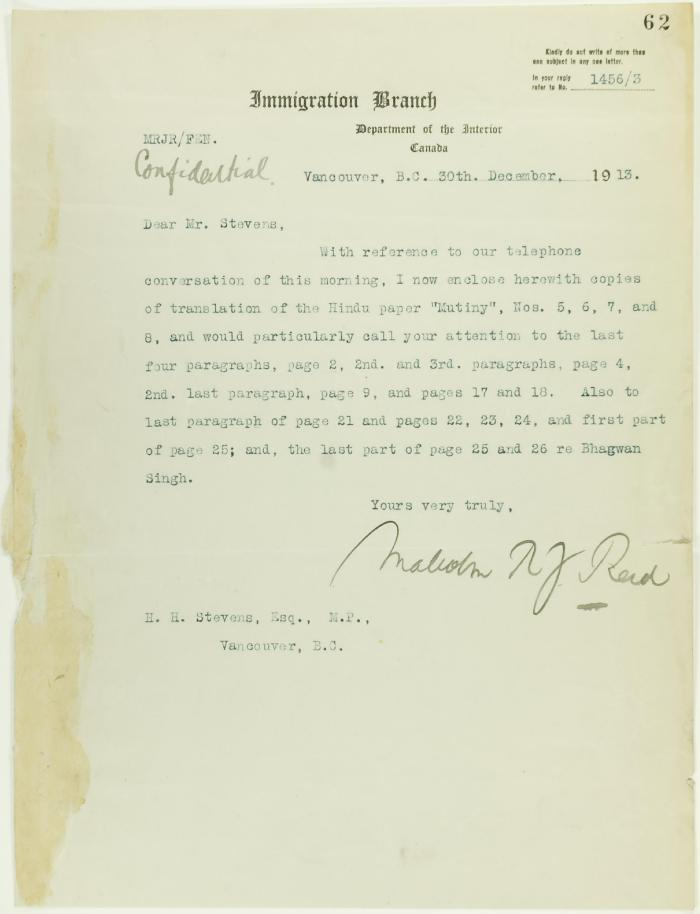 62
Kindly do not write of more than
one subject in any one letter.
In your reply
refer to No. 1456/3
Immigration Branch
Department of the Interior
Canada
MRJR/FEN.
Confidential.
Vancouver, B.C. 30th. December, 1913.
Dear Mr. Stevens,
With reference to our telephone
conversation of this morning, I now enclose herewith copies
of translation of the Hindu paper "Mutiny", Nos. 5, 6, 7, and
8, and would particularly call your attention to the last
four paragraphs, page 2, 2nd. and 3rd. paragraphs, page 4,
2nd. last paragraph, page 9, and pages 17 and 18. Also to
last paragraph of page 21 and pages 22, 23, 24, and first part
of page 25; and, the last part of page 25 and 26 re Bhagwan
Singh.
Yours very truly,
Malcolm R J Reid
H. H. Stevens, Esq., M.P.,
Vancouver, B.C.